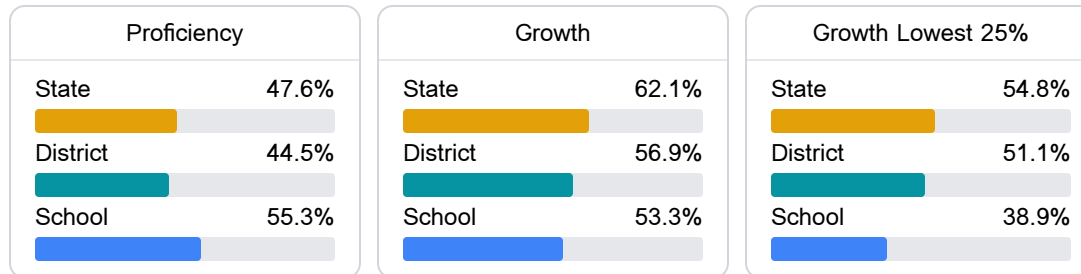 Proficiency
State 47.6%
District 44.5%
School 55.3%
Growth
State 62.1%
District 56.9%
School 53.3%
Growth Lowest 25%
State 54.8%
District 51.1%
School 38.9%